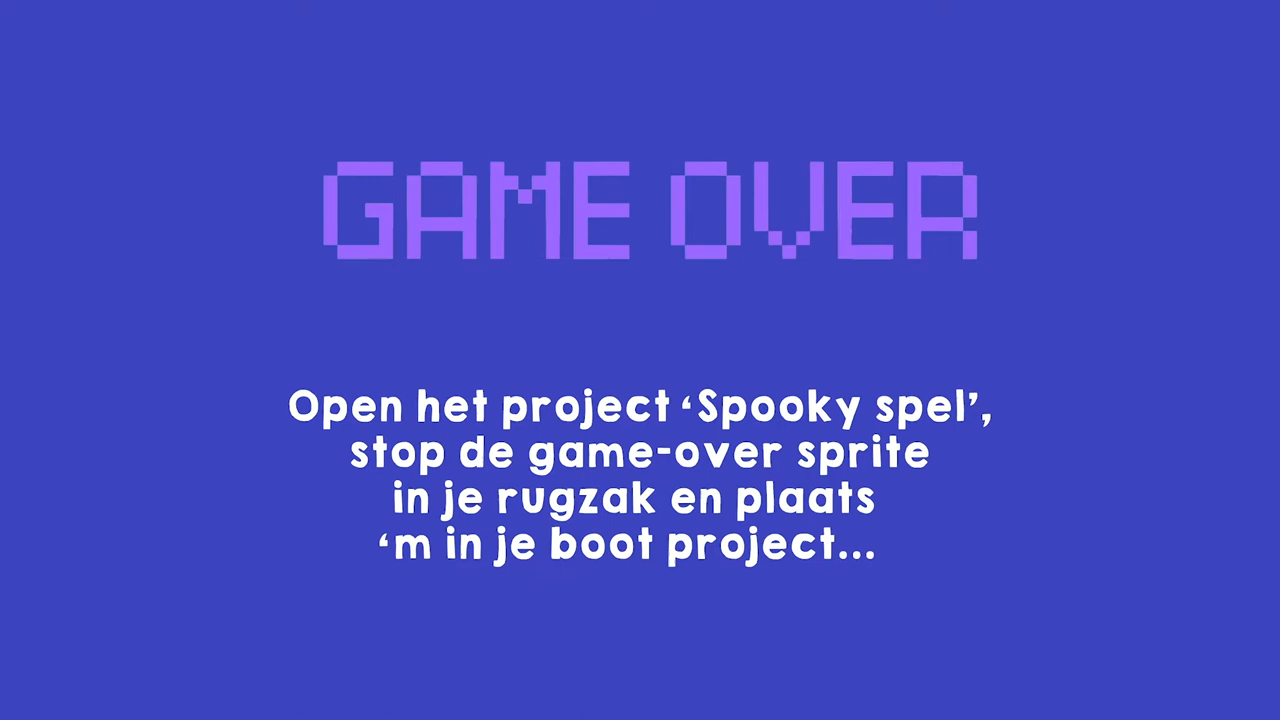 GAME OVER
Open het project ‘Spooky spel’,
stop de game-over sprite
in je rugzak en plaats
‘m in je boot project...